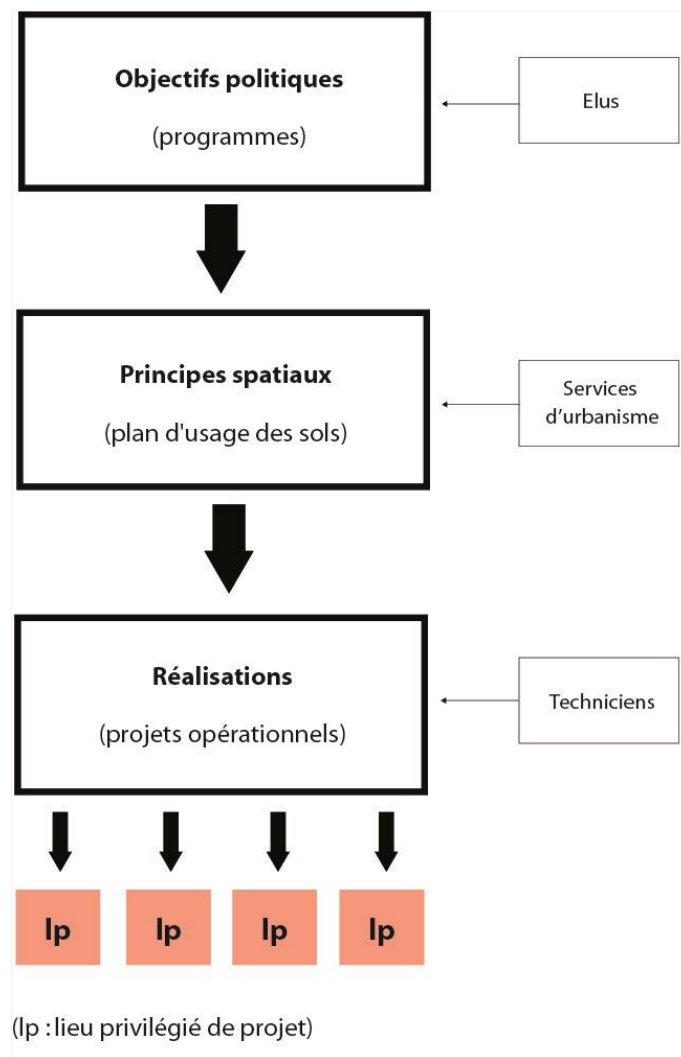 Objectifs politiques
(programmes)
Elus
Principes spatiaux
(plan d'usage des sols)
Services
d'urbanisme
Réalisations
(projets opérationnels)
Techniciens
lp
lp
lp
lp
(lp : lieu privilégié de projet)